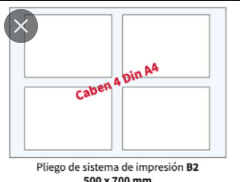 Caben 4 Din A4
Pliego de sistema de impresión B2
500 x 700 mm